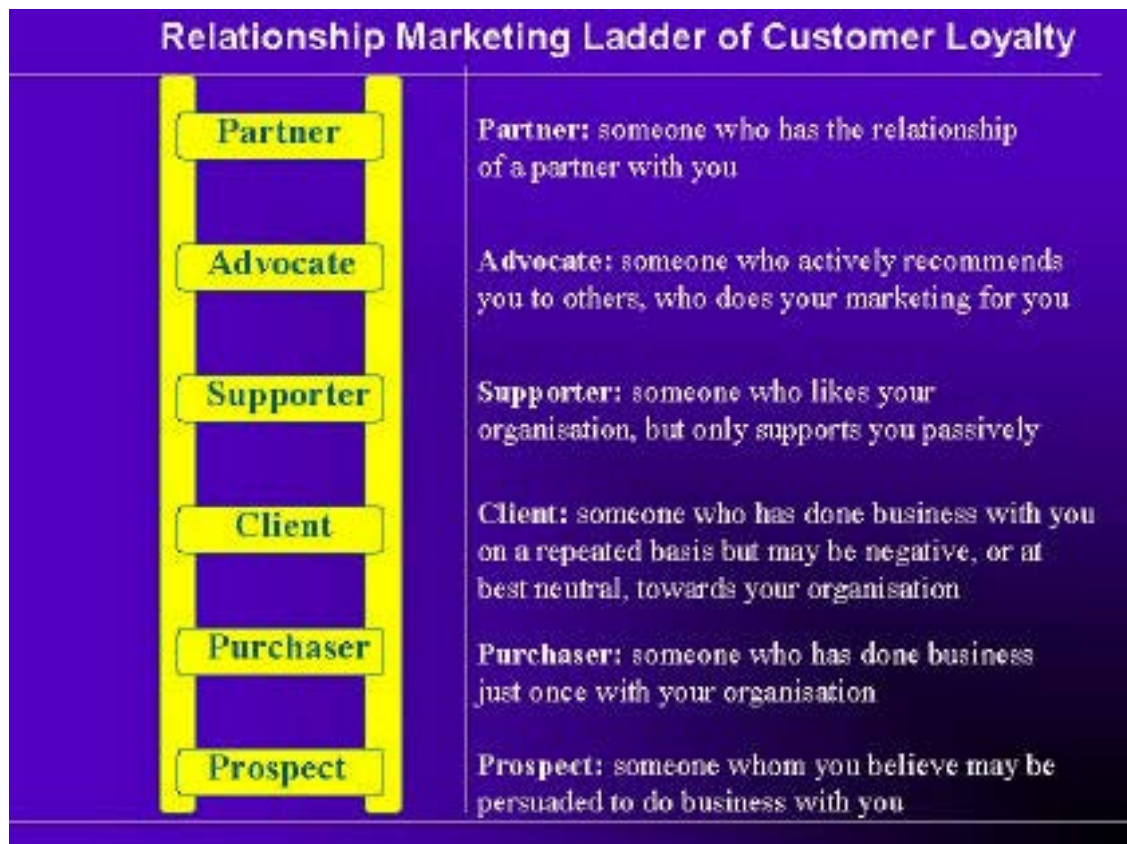 Relationship Marketing Ladder of Customer Loyalty
Partner
Partner: someone who has the relationship
of a partner with you
Advocate
Advocate: someone who actively recommends
you to others, who does your marketing for you
Supporter
Supporter: someone who likes your
organisation, but only supports you passively
Client
Client: someone who has done business with you
on a repeated basis but may be negative, or at
best neutral, towards your organisation
Purchaser
Purchaser: someone who has done business
just once with your organisation
Prospect
Prospect: someone whom you believe may be
persuaded to do business with you